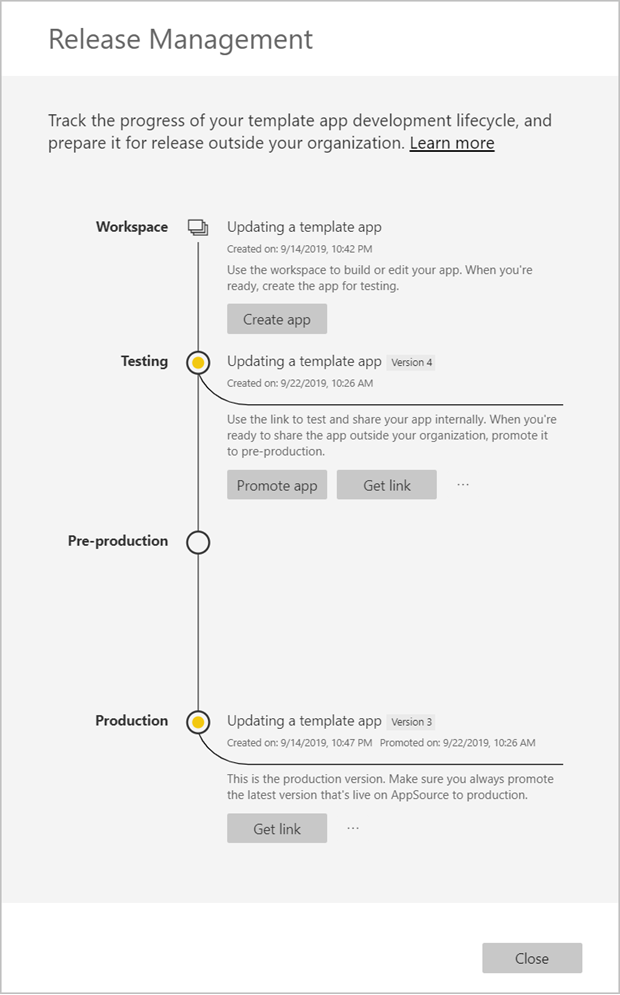 Release Management
Track the progress of your template app development lifecycle, and
prepare it for release outside your organization. Learn more
Workspace
Updating a template app
Created on: 9/14/2019, 10:42 PM
Use the workspace to build or edit your app. When you're
ready, create the app for testing.
Create app
Testing
Updating a template app Version 4
Created on: 9/22/2019, 10:26 AM
Use the link to test and share your app internally. When you're
ready to share the app outside your organization, promote it
to pre-production.
Promote app Get link ...
Pre-production
Production
Updating a template app Version 3
Created on: 9/14/2019, 10:47 PM Promoted on: 9/22/2019, 10:26 AM
This is the production version. Make sure you always promote
the latest version that's live on AppSource to production.
Get link ...
Close